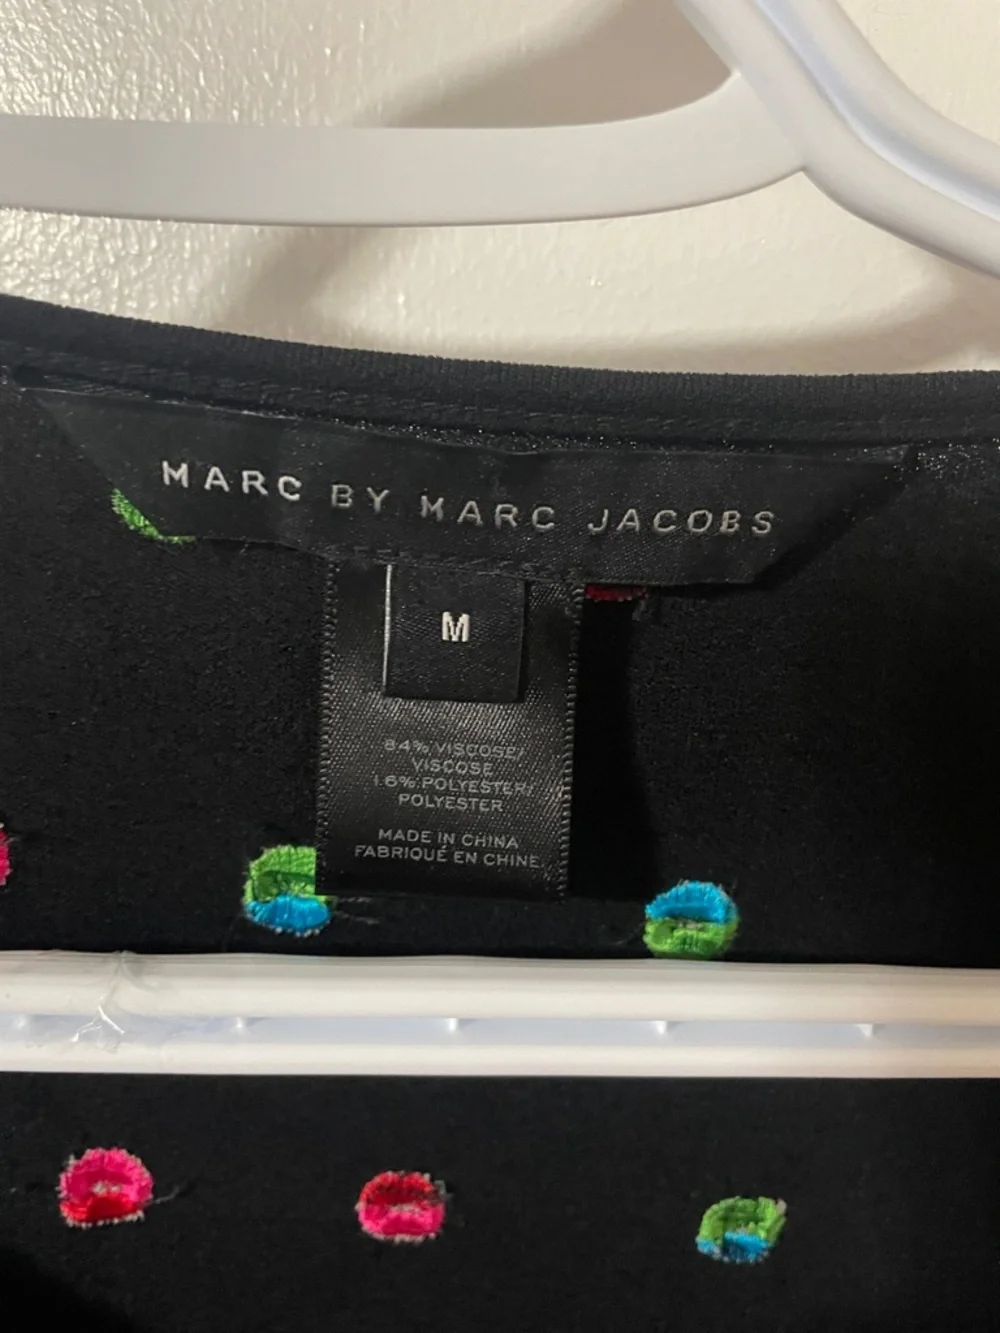 MARC BY MARC JACOBS
M
84% VISCOSE/
VISCOSE
16% POLYESTER/
POLYESTER
MADE IN CHINA
FABRIQUÉ EN CHINE